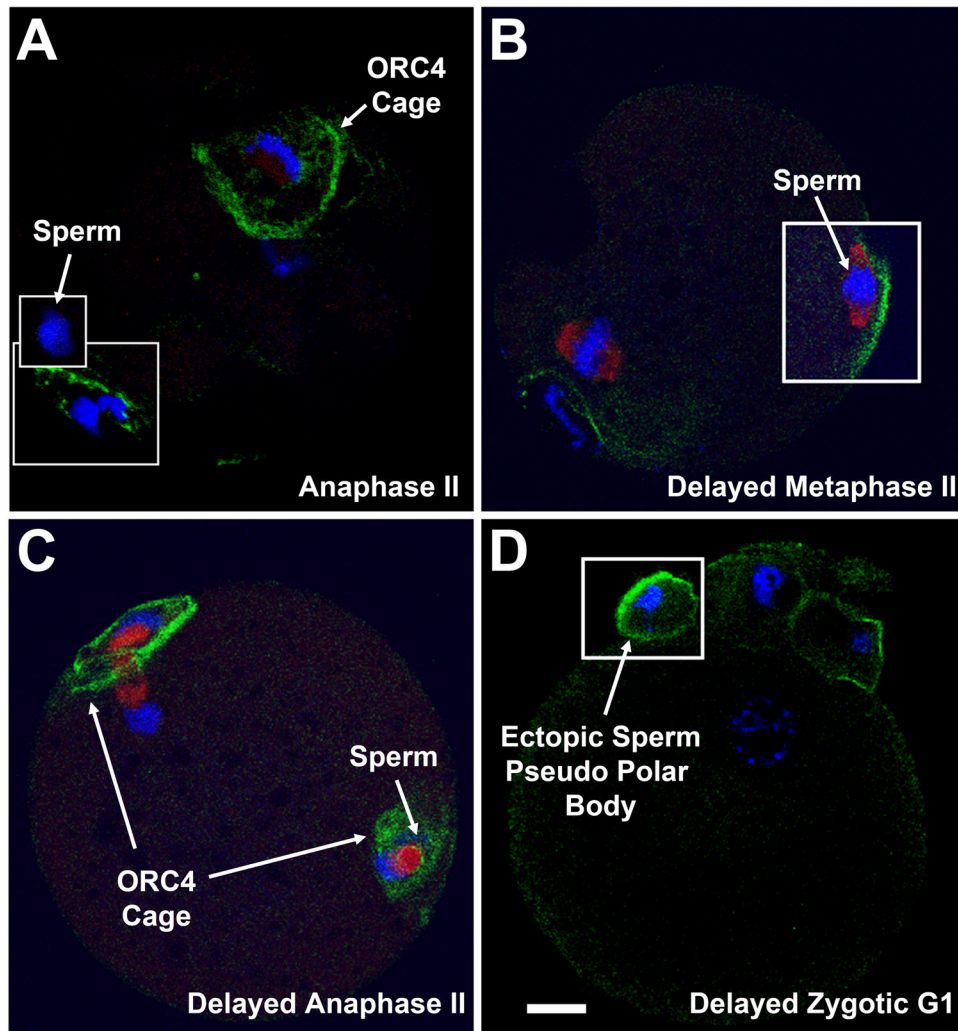 A
ORC4
Cage
Sperm
Anaphase II
B
Sperm
Delayed Metaphase II
C
Sperm
ORC4
Cage
Delayed Anaphase II
D
Ectopic Sperm
Pseudo Polar
Body
Delayed Zygotic G1